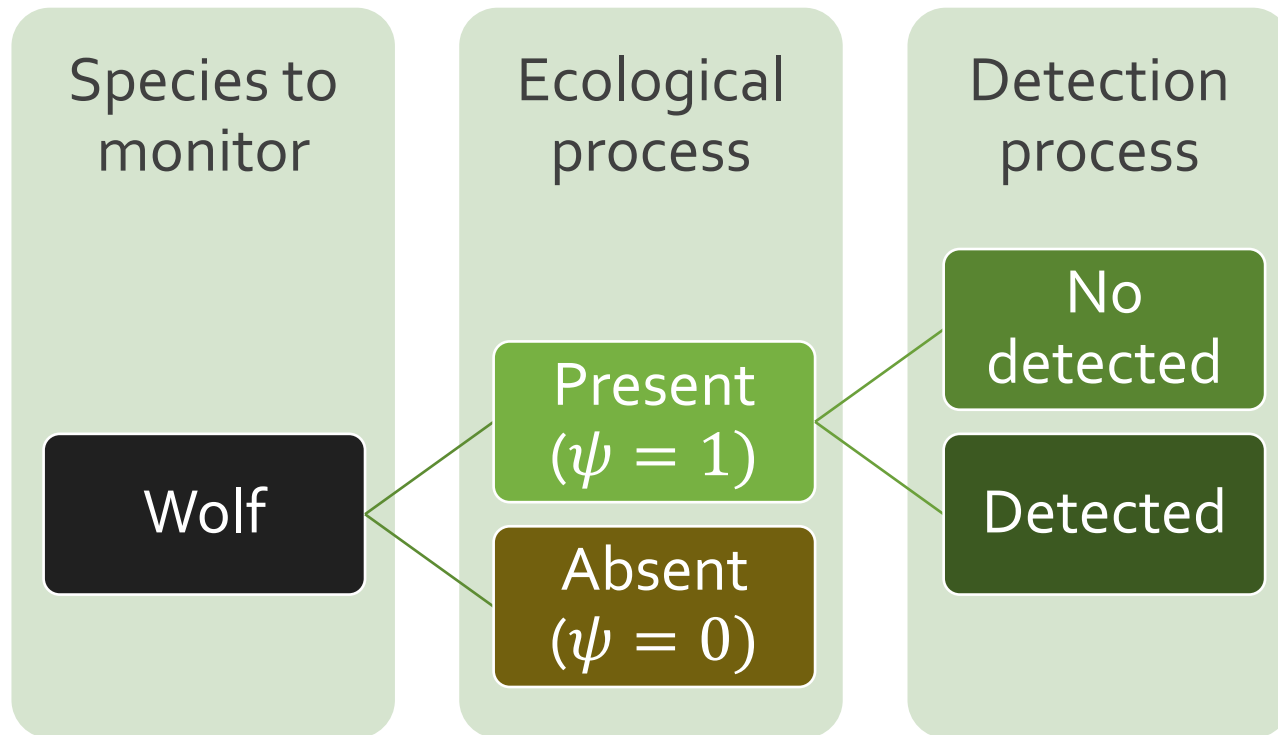 Species to
monitor
Wolf
Ecological
process
Present
(𝜓 = 1)
Absent
(𝜓 = 0)
Detection
process
No
detected
Detected